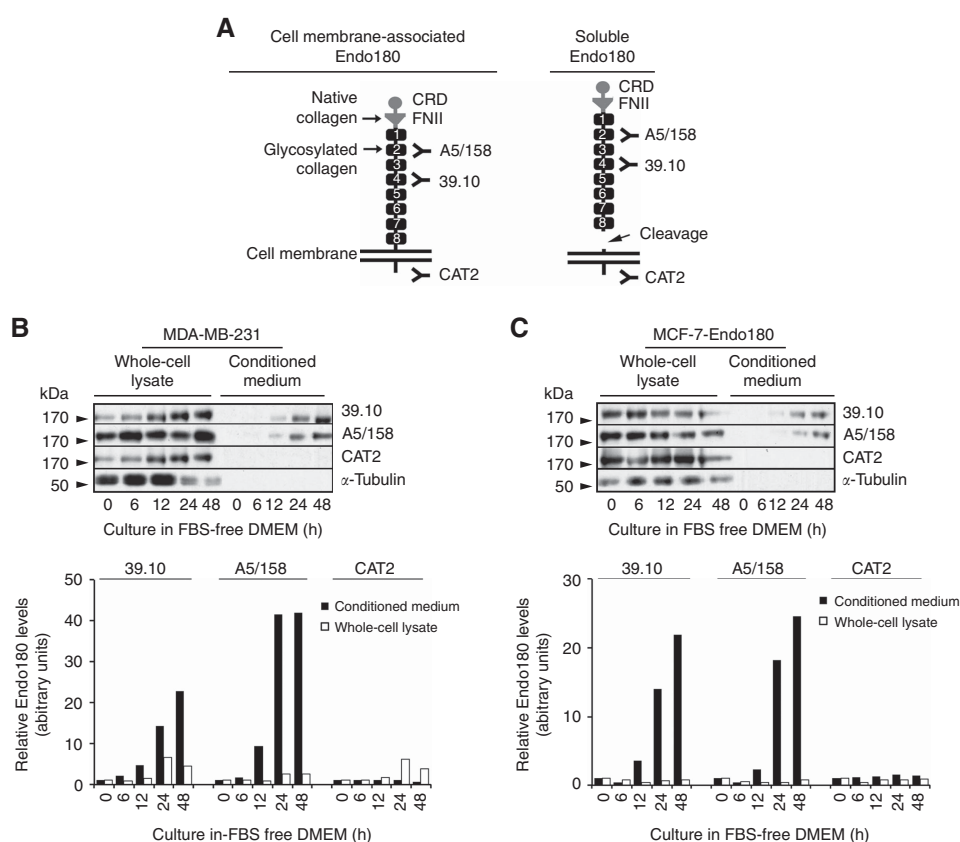 A
Cell membrane-associated
Endo180
Soluble
Endo180
Native
collagen
CRD
FNII
Glycosylated
collagen
1
2
3
4
5
6
7
8
A5/158
39.10
Cell membrane
CAT2
CRD
FNII
1
2
3
4
5
6
7
8
A5/158
39.10
Cleavage
CAT2
B
MDA-MB-231
Whole-cell
lysate
Conditioned
medium
kDa
170
39.10
170
A5/158
170
CAT2
50
α-Tubulin
0 6 12 24 48 0 6 12 24 48
Culture in FBS-free DMEM (h)
39.10 A5/158 CAT2
Conditioned medium
Whole-cell lysate
Relative Endo180 levels
(abitrary units)
50
40
30
20
10
0
0 6 12 24 48 0 6 12 24 48 0 6 12 24 48
Culture in-FBS free DMEM (h)
C
MCF-7-Endo180
Whole-cell
lysate
Conditioned
medium
kDa
170
39.10
170
A5/158
170
CAT2
50
α-Tubulin
0 6 12 24 48 0 6 12 24 48
Culture in FBS-free DMEM (h)
39.10 A5/158 CAT2
Conditioned medium
Whole-cell lysate
Relative Endo180 levels
(abitrary units)
30
20
10
0
0 6 12 24 48 0 6 12 24 48 0 6 12 24 48
Culture in FBS-free DMEM (h)